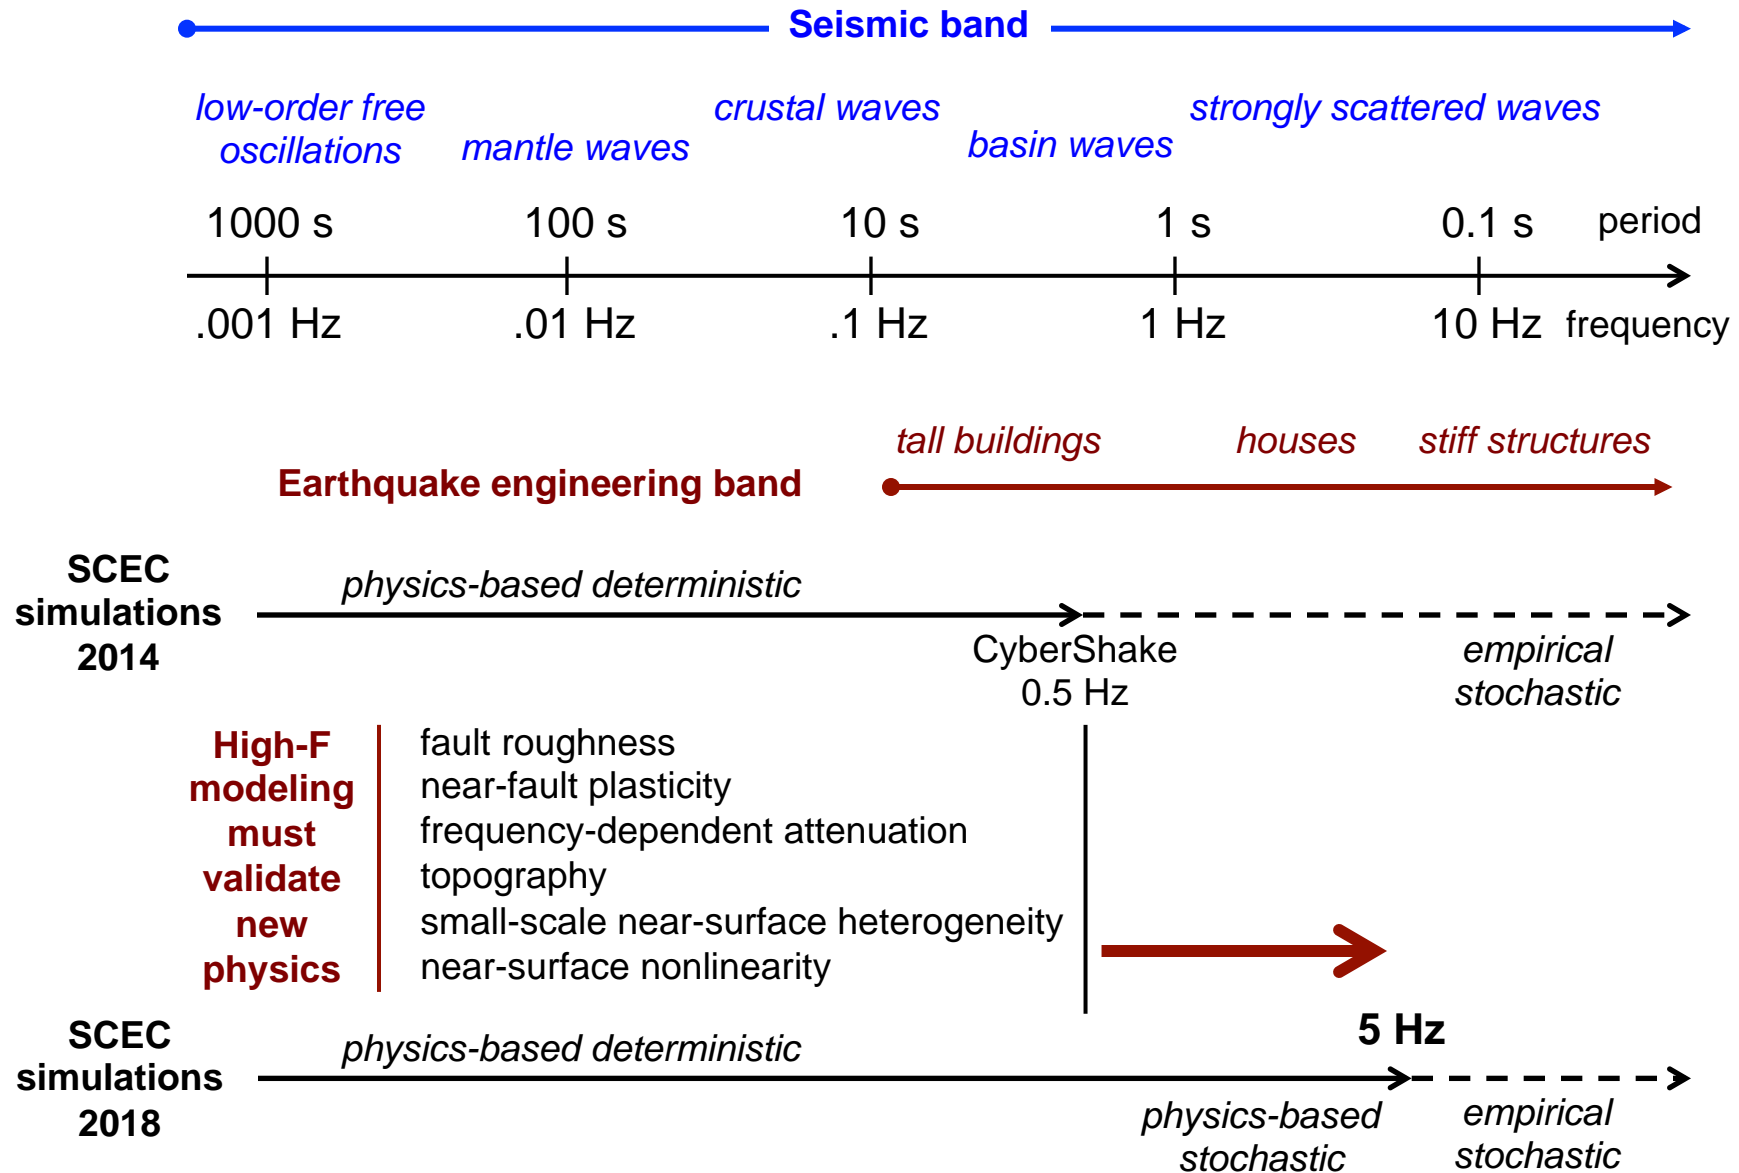 Seismic band
low-order free
oscillations
mantle waves
crustal waves
basin waves
strongly scattered waves
1000 s 100 s 10 s 1 s 0.1 s period
.001 Hz .01 Hz .1 Hz 1 Hz 10 Hz frequency
tall buildings houses stiff structures
Earthquake engineering band
SCEC
simulations
2014
physics-based deterministic
CyberShake
0.5 Hz
empirical
stochastic
High-F
modeling
must
validate
new
physics
fault roughness
near-fault plasticity
frequency-dependent attenuation
topography
small-scale near-surface heterogeneity
near-surface nonlinearity
5 Hz
SCEC
simulations
2018
physics-based deterministic
physics-based
stochastic
empirical
stochastic